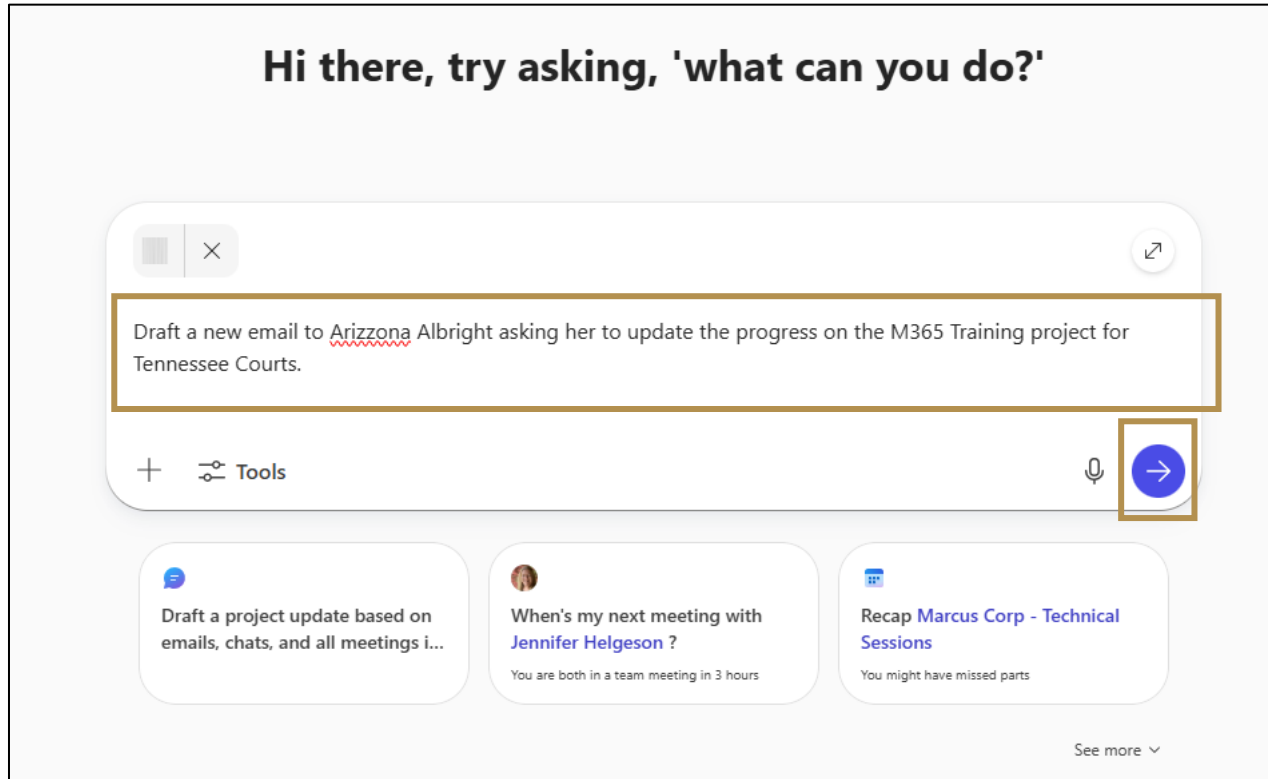 Hi there, try asking, 'what can you do?'
Draft a new email to Arizzona Albright asking her to update the progress on the M365 Training project for
Tennessee Courts.
Tools
Draft a project update based on
emails, chats, and all meetings i...
When's my next meeting with
Jennifer Helgeson ?
You are both in a team meeting in 3 hours
Recap Marcus Corp - Technical
Sessions
You might have missed parts
See more